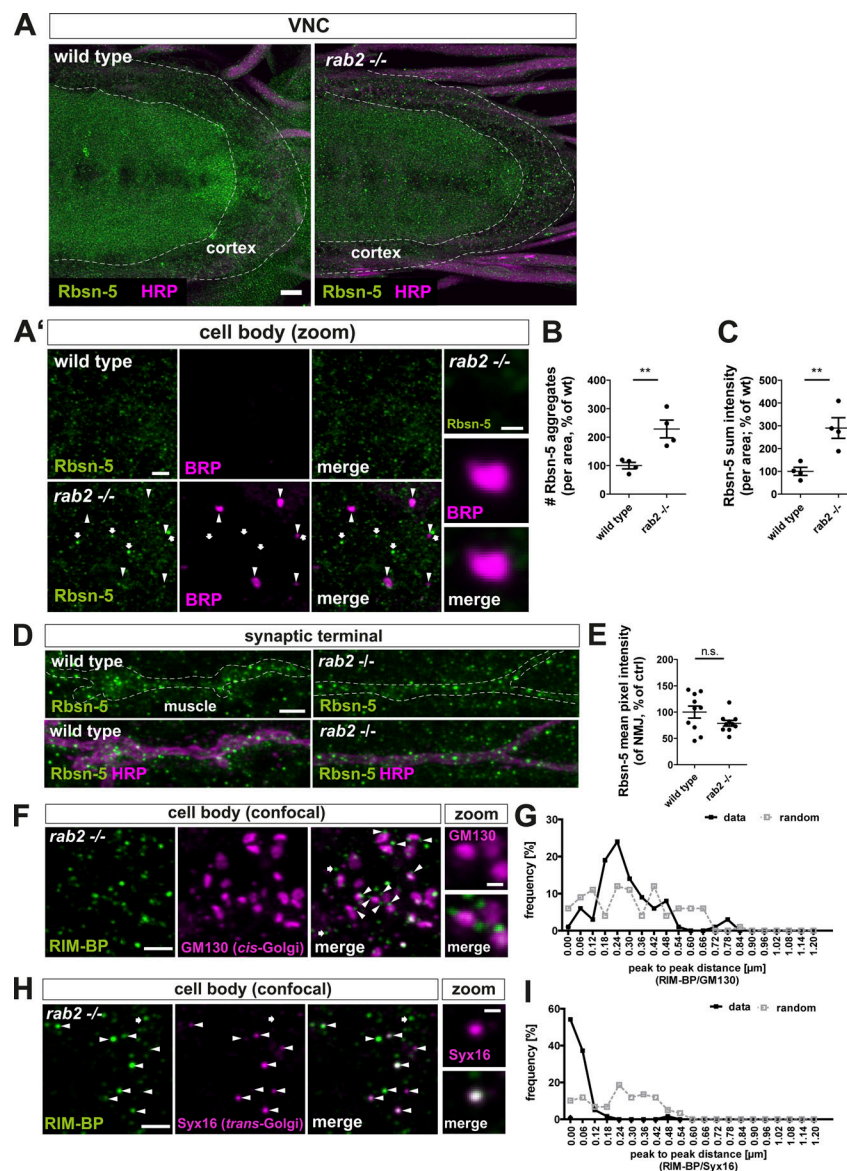 A
VNC
wild type
rab2 -/-
cortex
cortex
Rbsn-5 HRP
Rbsn-5 HRP
A'
cell body (zoom)
wild type
rab2 -/-
Rbsn-5
Rbsn-5
BRP
merge
rab2 -/-
BRP
Rbsn-5
BRP
merge
merge
B
**
# Rbsn-5 aggregates
(per area, % of wt)
400
300
200
100
0
wild type
rab2 -/-
C
**
Rbsn-5 sum intensity
(per area; % of wt)
500
400
300
200
100
0
wild type
rab2 -/-
D
synaptic terminal
wild type
rab2 -/-
Rbsn-5
muscle
Rbsn-5
wild type
rab2 -/-
Rbsn-5 HRP
Rbsn-5 HRP
E
n.s.
Rbsn-5 mean pixel intensity
(of NMJ, % of ctrl)
200
150
100
50
0
wild type
rab2 -/-
F
cell body (confocal)
zoom
rab2 -/-
GM130
RIM-BP
GM130 (cis-Golgi)
merge
merge
G
data
random
frequency [%]
30
20
10
0
0.00 0.06 0.12 0.18 0.24 0.30 0.36 0.42 0.48 0.54 0.60 0.66 0.72 0.78 0.84 0.90 0.96 1.02 1.08 1.14 1.20
peak to peak distance [µm]
(RIM-BP/GM130)
H
cell body (confocal)
zoom
rab2 -/-
Syx16
RIM-BP
Syx16 (trans-Golgi)
merge
merge
I
data
random
frequency [%]
60
40
20
0
0.00 0.06 0.12 0.18 0.24 0.30 0.36 0.42 0.48 0.54 0.60 0.66 0.72 0.78 0.84 0.90 0.96 1.02 1.08 1.14 1.20
peak to peak distance [µm]
(RIM-BP/Syx16)